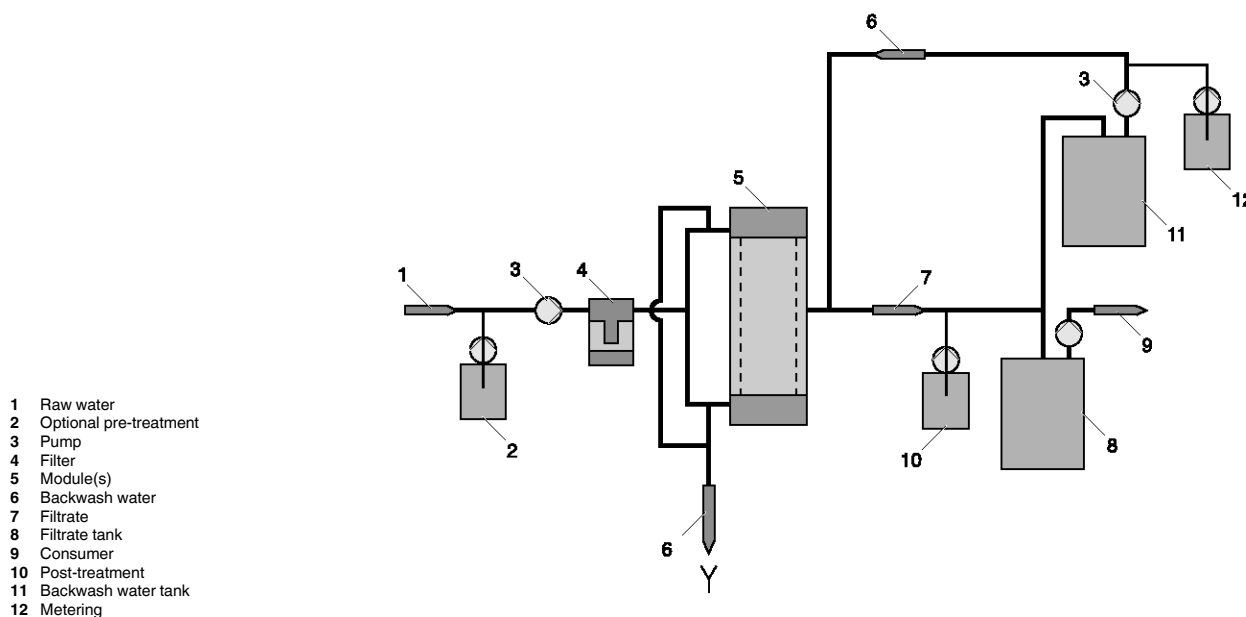 6
3
12
11
5
1
3
4
7
9
2
10
8
6
1 Raw water
2 Optional pre-treatment
3 Pump
4 Filter
5 Module(s)
6 Backwash water
7 Filtrate
8 Filtrate tank
9 Consumer
10 Post-treatment
11 Backwash water tank
12 Metering